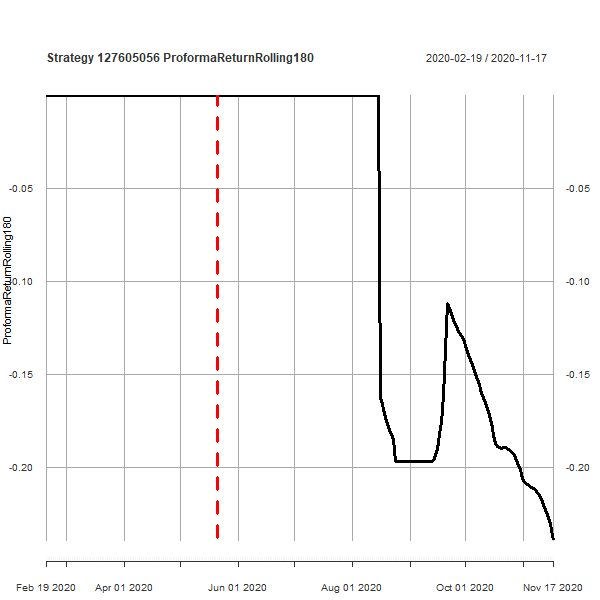 Strategy 127605056 ProformaReturnRolling180
2020-02-19 / 2020-11-17
ProformaReturnRolling180
-0.05
-0.05
-0.10
-0.10
-0.15
-0.15
-0.20
-0.20
Feb 19 2020
Apr 01 2020
Jun 01 2020
Aug 01 2020
Oct 01 2020
Nov 17 2020